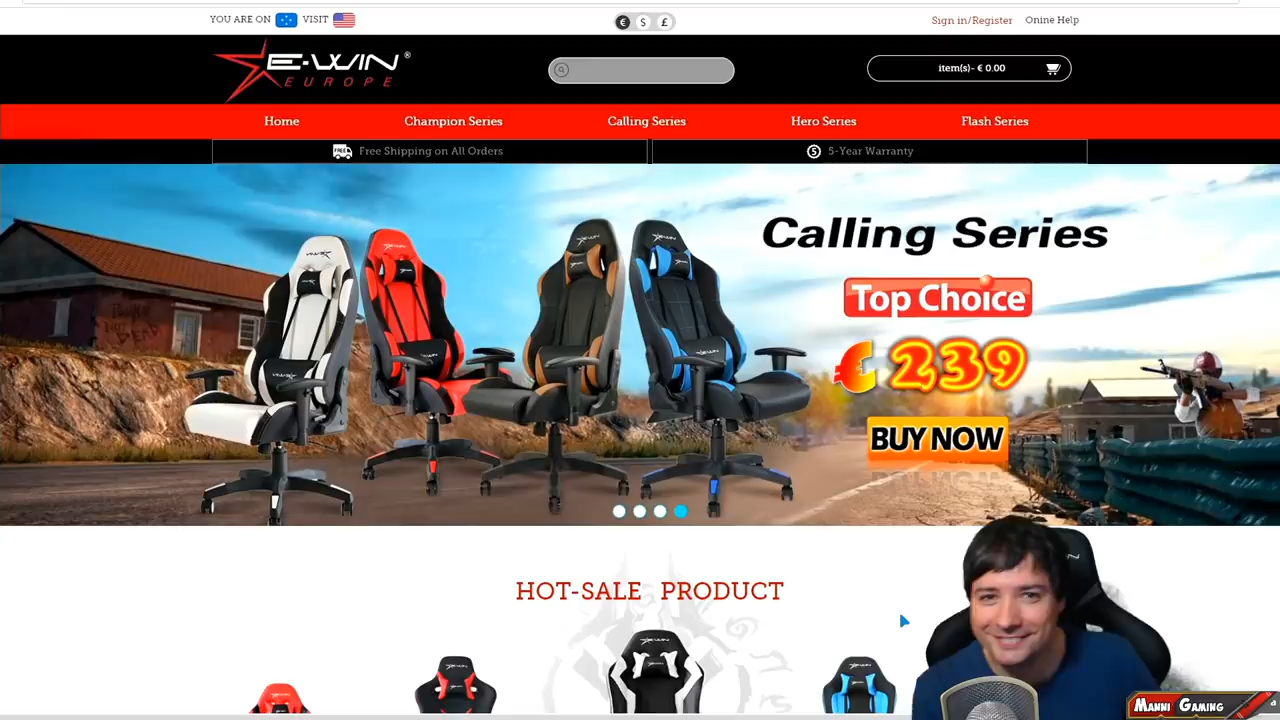 YOU ARE ON VISIT
€ $ £
Sign in/Register Onine Help
E-WIN®
EUROPE
item(s)- € 0.00
Home Champion Series Calling Series Hero Series Flash Series
FREE Free Shipping on All Orders
5 5-Year Warranty
Calling Series
Top Choice
€ 239
BUY NOW
HOT-SALE PRODUCT
Manni Gaming